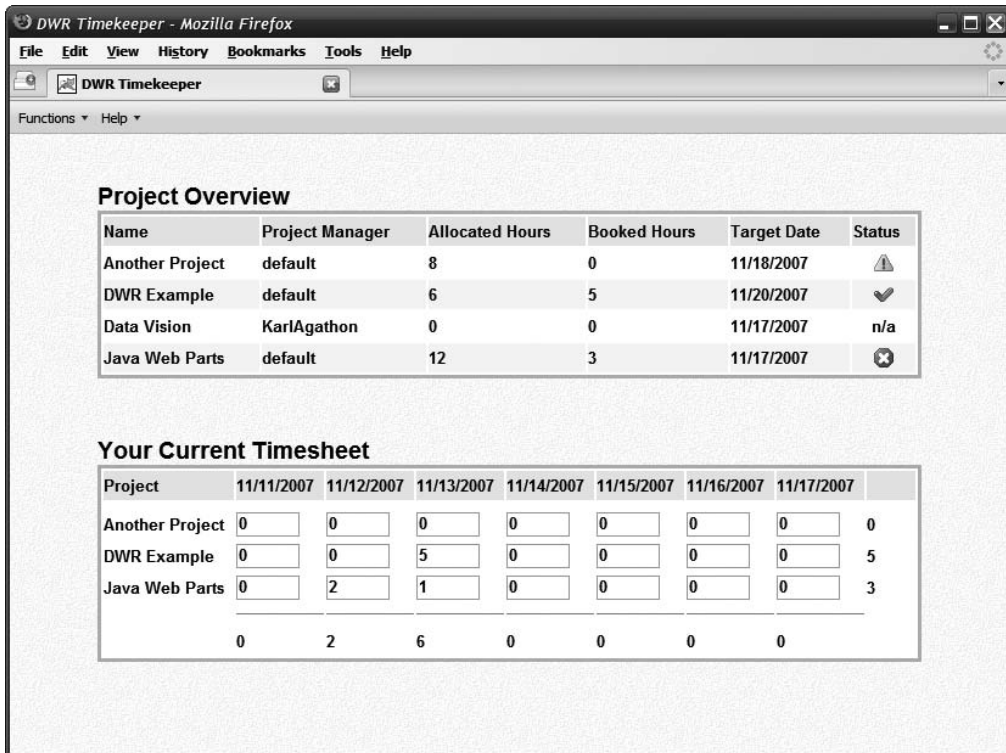 DWR Timekeeper - Mozilla Firefox
File Edit View History Bookmarks Tools Help
DWR Timekeeper
Functions Help
Project Overview
Name Project Manager Allocated Hours Booked Hours Target Date Status
Another Project default 8 0 11/18/2007
DWR Example default 6 5 11/20/2007
Data Vision KarlAgathon 0 0 11/17/2007 n/a
Java Web Parts default 12 3 11/17/2007
Your Current Timesheet
Project 11/11/2007 11/12/2007 11/13/2007 11/14/2007 11/15/2007 11/16/2007 11/17/2007
Another Project 0 0 0 0 0 0 0 0
DWR Example 0 0 5 0 0 0 0 5
Java Web Parts 0 2 1 0 0 0 0 3
0 2 6 0 0 0 0